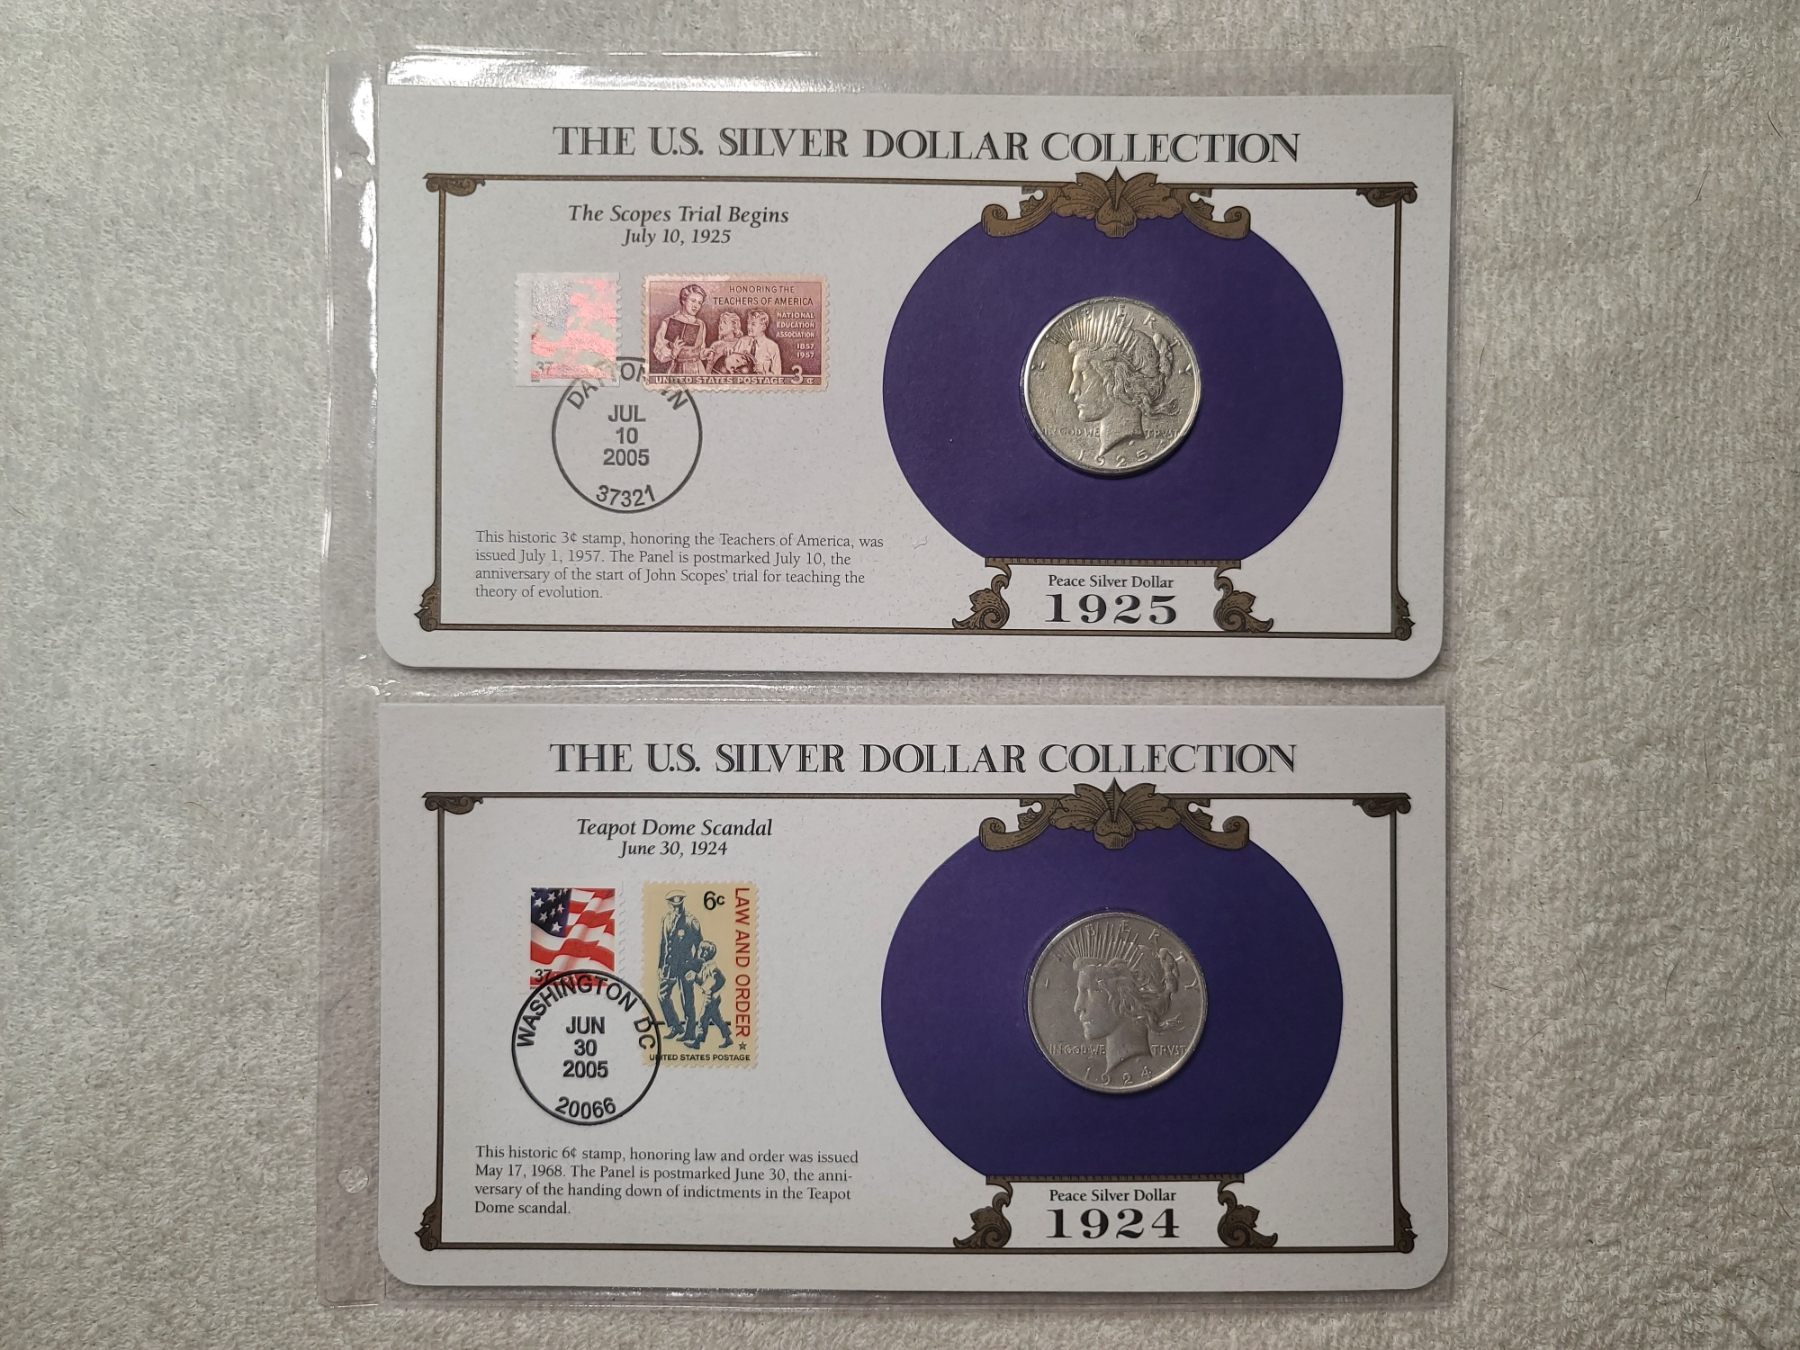 THE U.S. SILVER DOLLAR COLLECTION
The Scopes Trial Begins
July 10, 1925
37
HONORING THE
TEACHERS OF AMERICA
NATIONAL
EDUCATION
ASSOCIATION
1857
1957
UNITED STATES POSTAGE 3¢
JUL
10
2005
37321
This historic 3¢ stamp, honoring the Teachers of America, was
issued July 1, 1957. The Panel is postmarked July 10, the
anniversary of the start of John Scopes' trial for teaching the
theory of evolution.
LIBERTY
IN GOD WE TRUST
1925
Peace Silver Dollar
1925
THE U.S. SILVER DOLLAR COLLECTION
Teapot Dome Scandal
June 30, 1924
37
6c
LAW AND ORDER
UNITED STATES POSTAGE
WASHINGTON DC
JUN
30
2005
20066
This historic 6¢ stamp, honoring law and order was issued
May 17, 1968. The Panel is postmarked June 30, the anni-
versary of the handing down of indictments in the Teapot
Dome scandal.
LIBERTY
IN GOD WE TRUST
1924
Peace Silver Dollar
1924